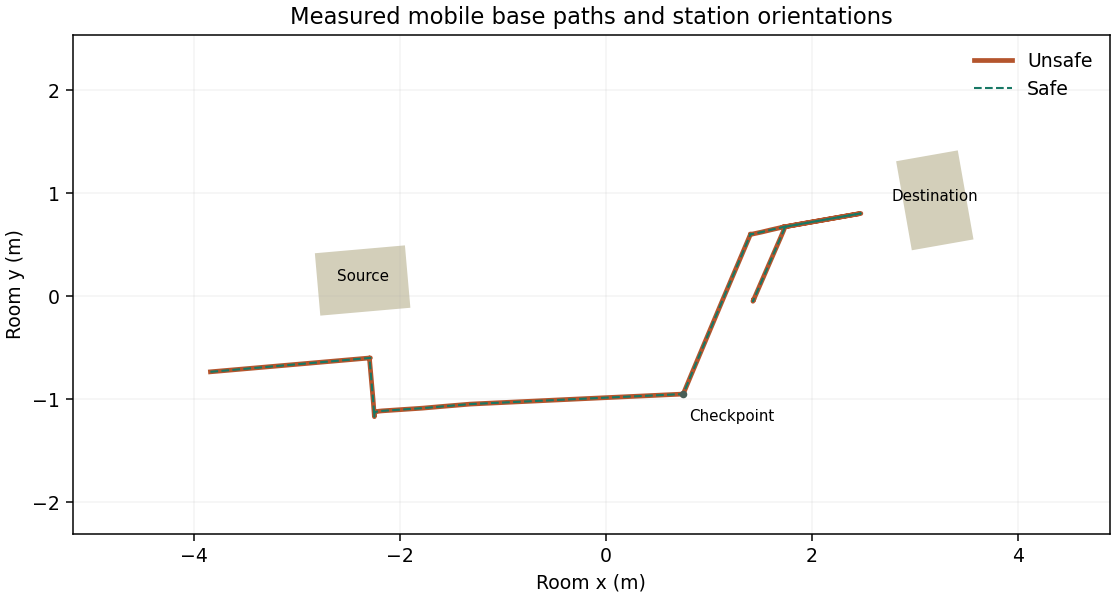 Measured mobile base paths and station orientations
Unsafe
Safe
2
1
0
−1
−2
Room y (m)
Source
Destination
Checkpoint
−4
−2
0
2
4
Room x (m)